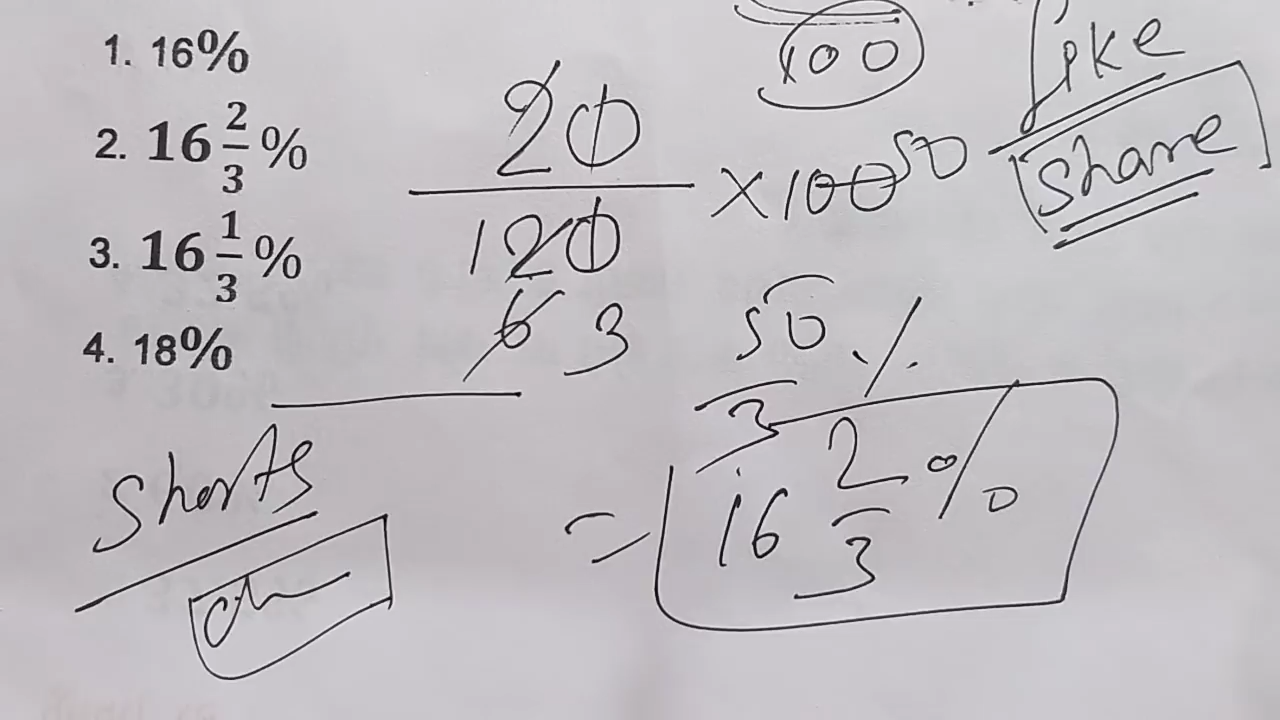 1. 16%
2. 16 2/3 %
3. 16 1/3 %
4. 18%
100
20
120
6 3
×100 50
50 %
3
= 16 2/3 %
Like
Share
Shorts